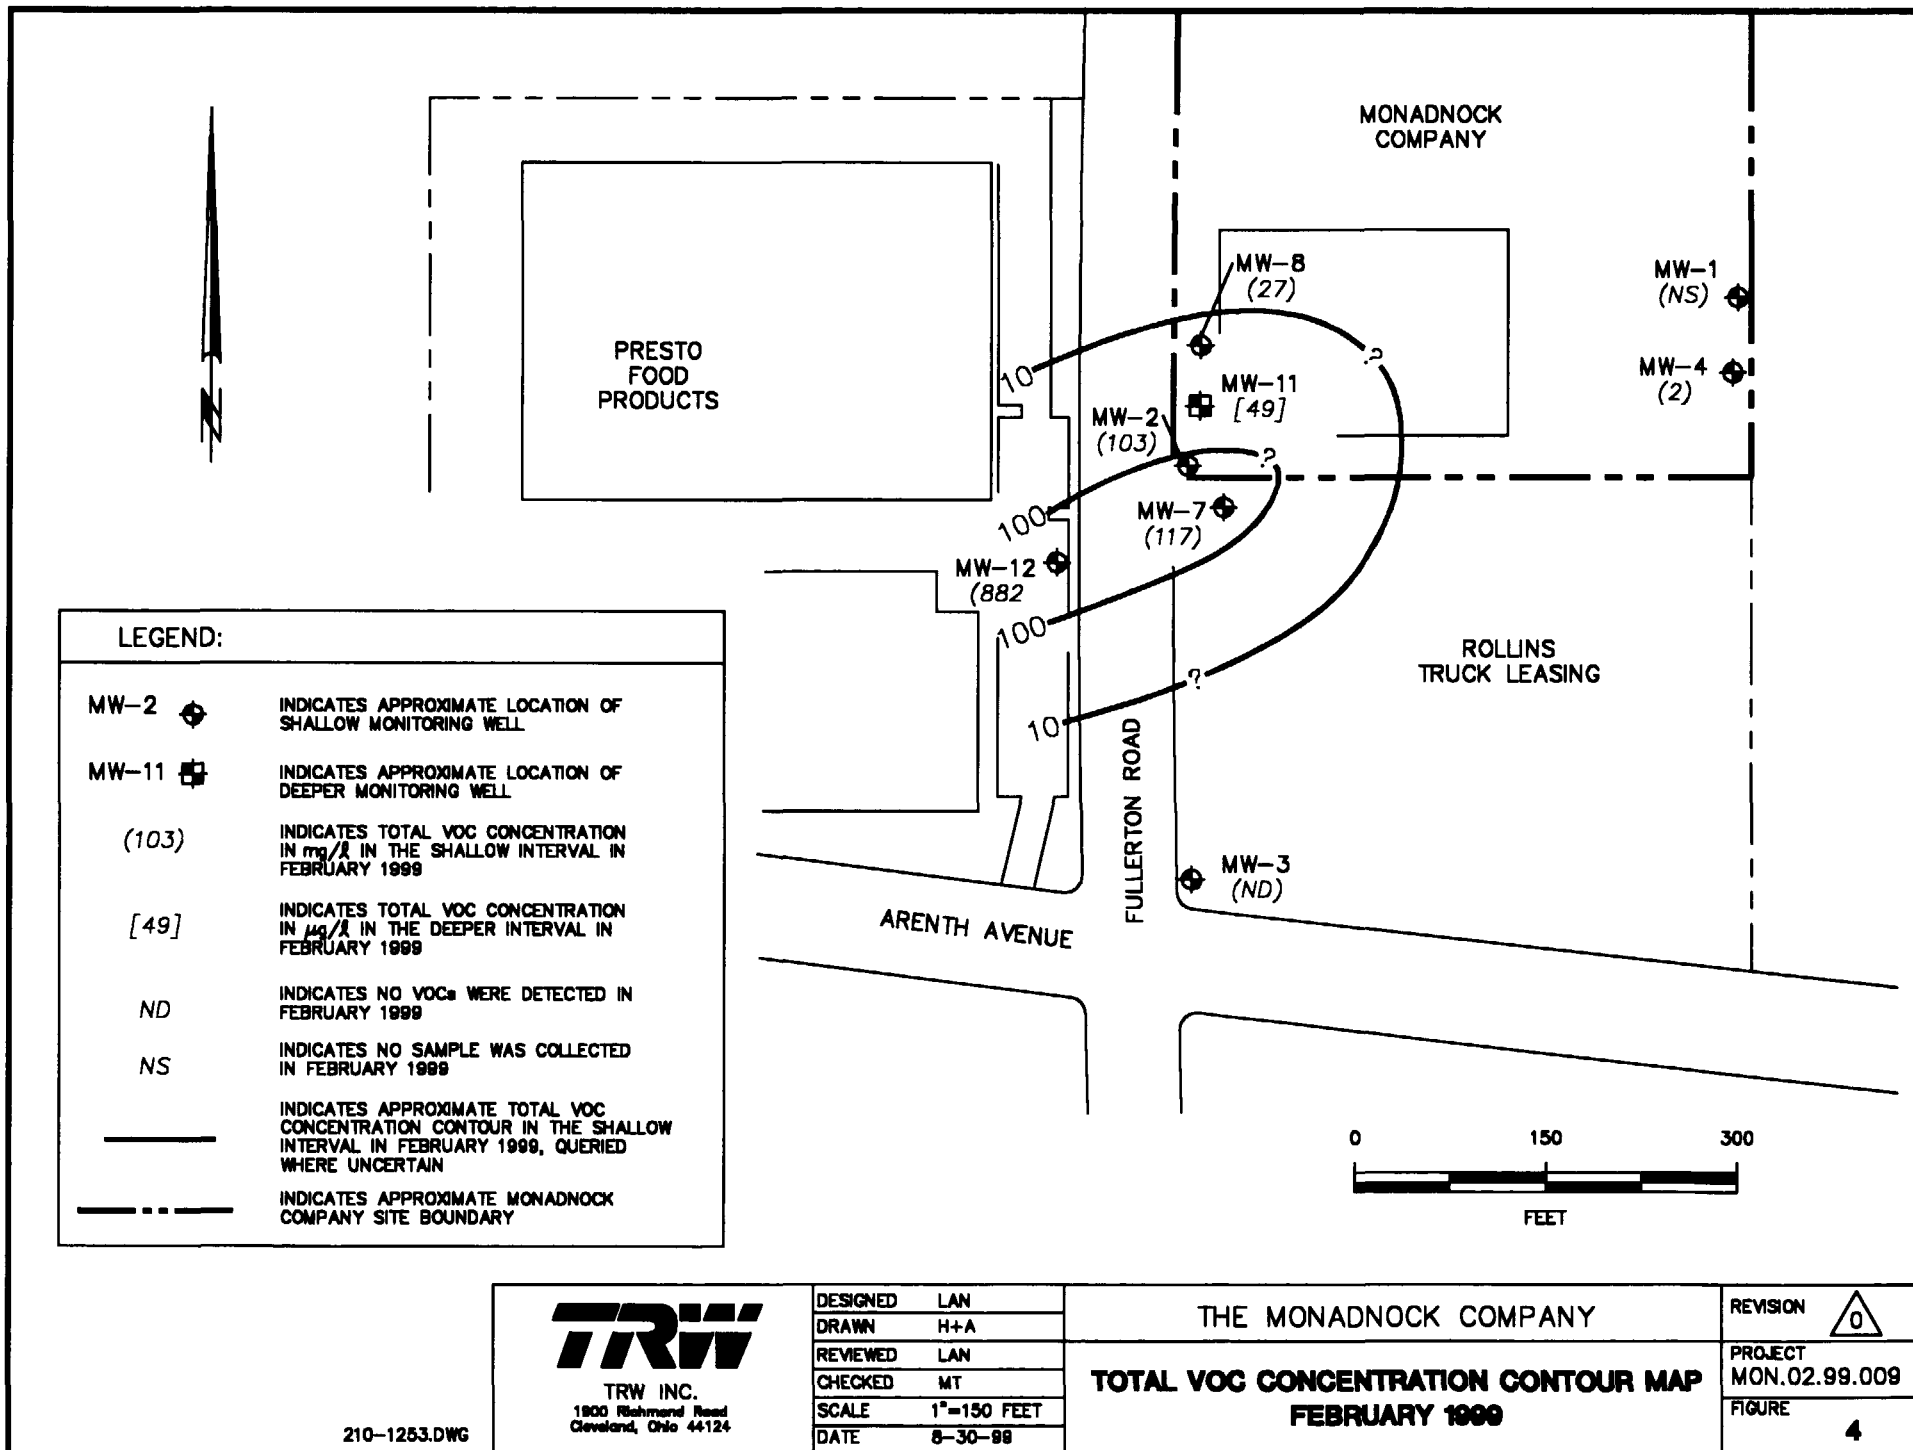 MONADNOCK
COMPANY
MW-8
(27)
MW-1
(NS)
PRESTO
FOOD
PRODUCTS
10
?
MW-4
(2)
MW-11
[49]
MW-2
(103)
?
100
MW-7
(117)
MW-12
(882
100
ROLLINS
TRUCK LEASING
?
10
FULLERTON ROAD
MW-3
(ND)
ARENTH AVENUE
LEGEND:
MW-2
INDICATES APPROXIMATE LOCATION OF
SHALLOW MONITORING WELL
MW-11
INDICATES APPROXIMATE LOCATION OF
DEEPER MONITORING WELL
(103)
INDICATES TOTAL VOC CONCENTRATION
IN mg/ℓ IN THE SHALLOW INTERVAL IN
FEBRUARY 1999
[49]
INDICATES TOTAL VOC CONCENTRATION
IN µg/ℓ IN THE DEEPER INTERVAL IN
FEBRUARY 1999
ND
INDICATES NO VOCs WERE DETECTED IN
FEBRUARY 1999
NS
INDICATES NO SAMPLE WAS COLLECTED
IN FEBRUARY 1999
INDICATES APPROXIMATE TOTAL VOC
CONCENTRATION CONTOUR IN THE SHALLOW
INTERVAL IN FEBRUARY 1999, QUERIED
WHERE UNCERTAIN
INDICATES APPROXIMATE MONADNOCK
COMPANY SITE BOUNDARY
0 150 300
FEET
TRW
TRW INC.
1900 Richmond Road
Cleveland, Ohio 44124
DESIGNED LAN
DRAWN H+A
REVIEWED LAN
CHECKED MT
SCALE 1"=150 FEET
DATE 8-30-99
THE MONADNOCK COMPANY
TOTAL VOC CONCENTRATION CONTOUR MAP
FEBRUARY 1999
REVISION 0
PROJECT
MON.02.99.009
FIGURE
4
210-1253.DWG